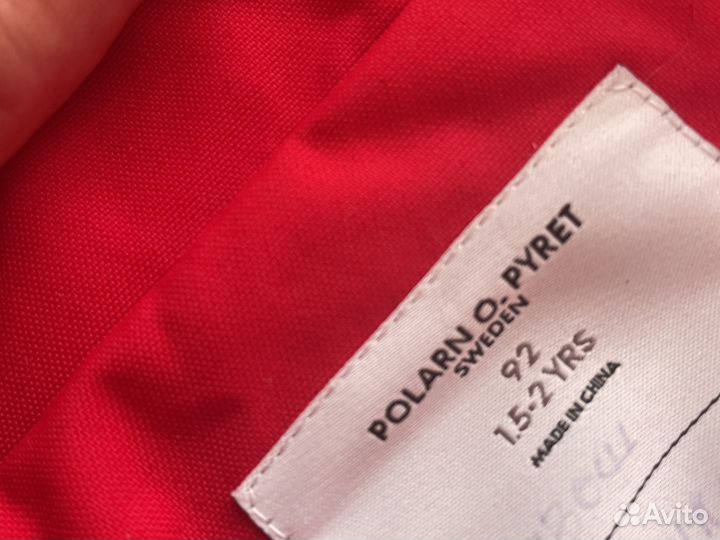 POLARN O. PYRET
SWEDEN
92
1.5-2 YRS
MADE IN CHINA
Avito